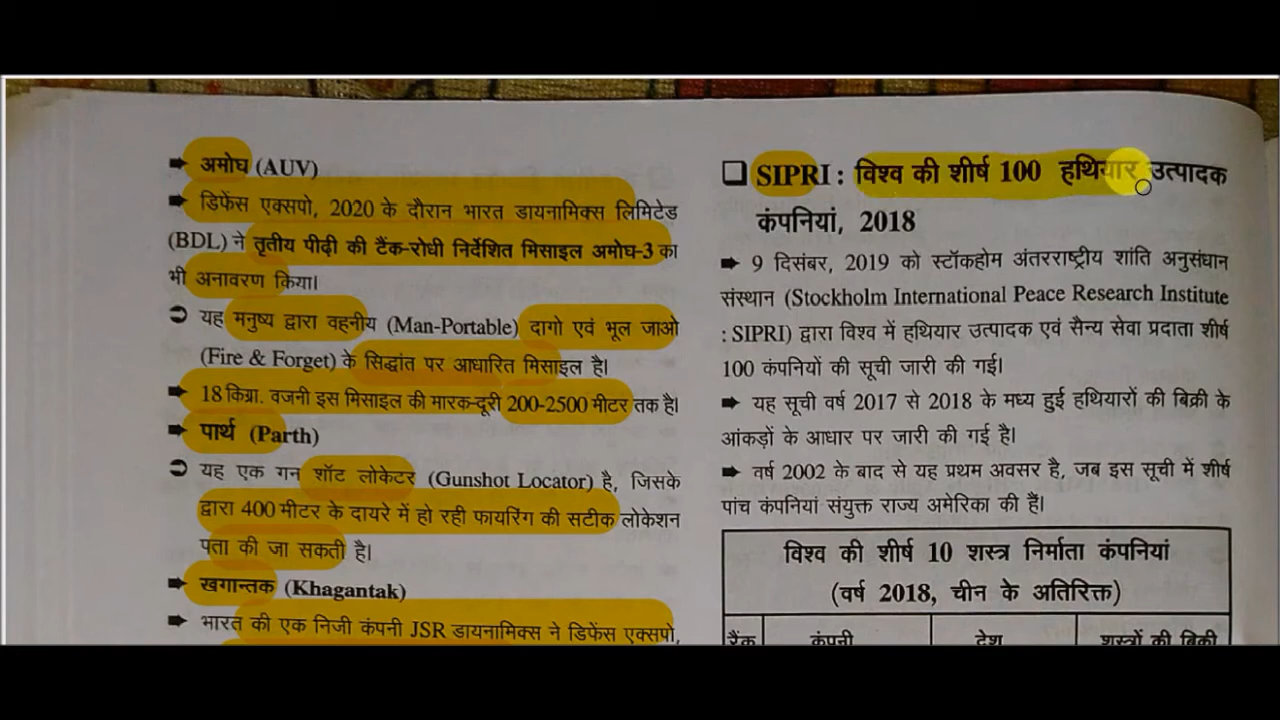 ➨ अमोघ (AUV)
➨ डिफेंस एक्सपो, 2020 के दौरान भारत डायनामिक्स लिमिटेड
(BDL) ने तृतीय पीढ़ी की टैंक-रोधी निर्देशित मिसाइल अमोघ-3 का
भी अनावरण किया।
➲ यह मनुष्य द्वारा वहनीय (Man-Portable) दागो एवं भूल जाओ
(Fire & Forget) के सिद्धांत पर आधारित मिसाइल है।
➨ 18 किग्रा. वजनी इस मिसाइल की मारक-दूरी 200-2500 मीटर तक है।
➨ पार्थ (Parth)
➲ यह एक गन शॉट लोकेटर (Gunshot Locator) है, जिसके
द्वारा 400 मीटर के दायरे में हो रही फायरिंग की सटीक लोकेशन
पता की जा सकती है।
➨ खगान्तक (Khagantak)
➨ भारत की एक निजी कंपनी JSR डायनामिक्स ने डिफेंस एक्सपो,
❑ SIPRI : विश्व की शीर्ष 100 हथियार उत्पादक
कंपनियां, 2018
➨ 9 दिसंबर, 2019 को स्टॉकहोम अंतरराष्ट्रीय शांति अनुसंधान
संस्थान (Stockholm International Peace Research Institute
: SIPRI) द्वारा विश्व में हथियार उत्पादक एवं सैन्य सेवा प्रदाता शीर्ष
100 कंपनियों की सूची जारी की गई।
➨ यह सूची वर्ष 2017 से 2018 के मध्य हुई हथियारों की बिक्री के
आंकड़ों के आधार पर जारी की गई है।
➨ वर्ष 2002 के बाद से यह प्रथम अवसर है, जब इस सूची में शीर्ष
पांच कंपनियां संयुक्त राज्य अमेरिका की हैं।
विश्व की शीर्ष 10 शस्त्र निर्माता कंपनियां
(वर्ष 2018, चीन के अतिरिक्त)
रैंक कंपनी देश शस्त्रों की बिक्री